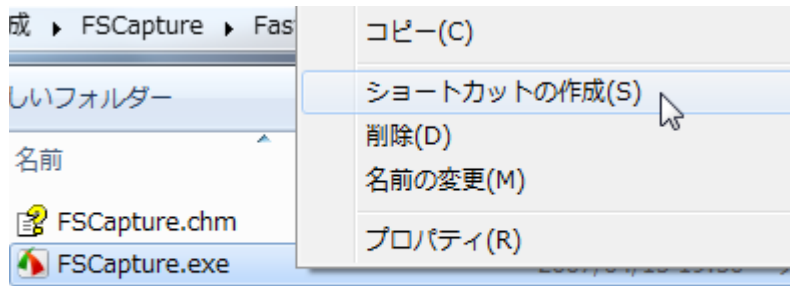 成 ▸ FSCapture ▸ Fas
コピー(C)
しいフォルダー
ショートカットの作成(S)
削除(D)
名前
名前の変更(M)
FSCapture.chm
プロパティ(R)
FSCapture.exe